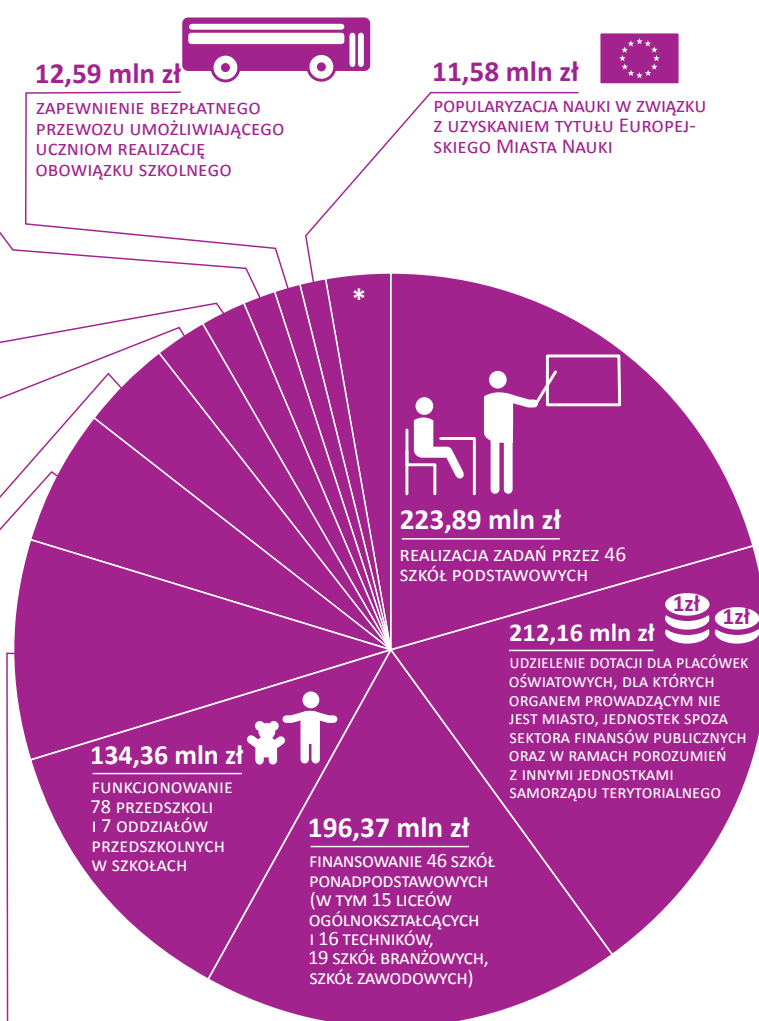 12,59 mln zł
ZAPEWNIENIE BEZPŁATNEGO
PRZEWOZU UMOŻLIWIAJĄCEGO
UCZNIOM REALIZACJĘ
OBOWIĄZKU SZKOLNEGO
11,58 mln zł
POPULARYZACJA NAUKI W ZWIĄZKU
Z UZYSKANIEM TYTUŁU EUROPEJ-
SKIEGO MIASTA NAUKI
*
223,89 mln zł
REALIZACJA ZADAŃ PRZEZ 46
SZKÓŁ PODSTAWOWYCH
1zł
1zł
212,16 mln zł
UDZIELENIE DOTACJI DLA PLACÓWEK
OŚWIATOWYCH, DLA KTÓRYCH
ORGANEM PROWADZĄCYM NIE
JEST MIASTO, JEDNOSTEK SPOZA
SEKTORA FINANSÓW PUBLICZNYCH
ORAZ W RAMACH POROZUMIEŃ
Z INNYMI JEDNOSTKAMI
SAMORZĄDU TERYTORIALNEGO
134,36 mln zł
FUNKCJONOWANIE
78 PRZEDSZKOLI
I 7 ODDZIAŁÓW
PRZEDSZKOLNYCH
W SZKOŁACH
196,37 mln zł
FINANSOWANIE 46 SZKÓŁ
PONADPODSTAWOWYCH
(W TYM 15 LICEÓW
OGÓLNOKSZTAŁCĄCYCH
I 16 TECHNIKÓW,
19 SZKÓŁ BRANŻOWYCH,
SZKÓŁ ZAWODOWYCH)